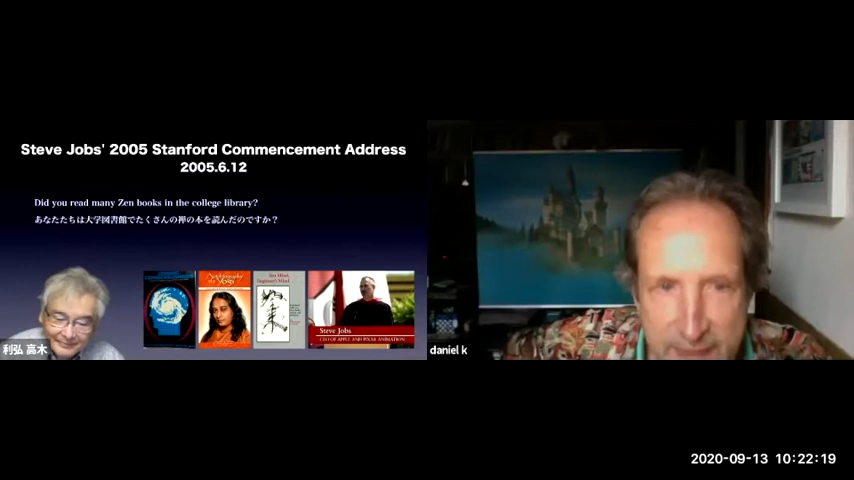 Steve Jobs' 2005 Stanford Commencement Address
2005.6.12
Did you read many Zen books in the college library?
あなたたちは大学図書館でたくさんの禅の本を読んだのですか？
Autobiography
of a
YOGI
Zen Mind,
Beginner's Mind
Steve Jobs
CEO OF APPLE AND PIXAR ANIMATION
利弘 高木
daniel k
2020-09-13 10:22:19